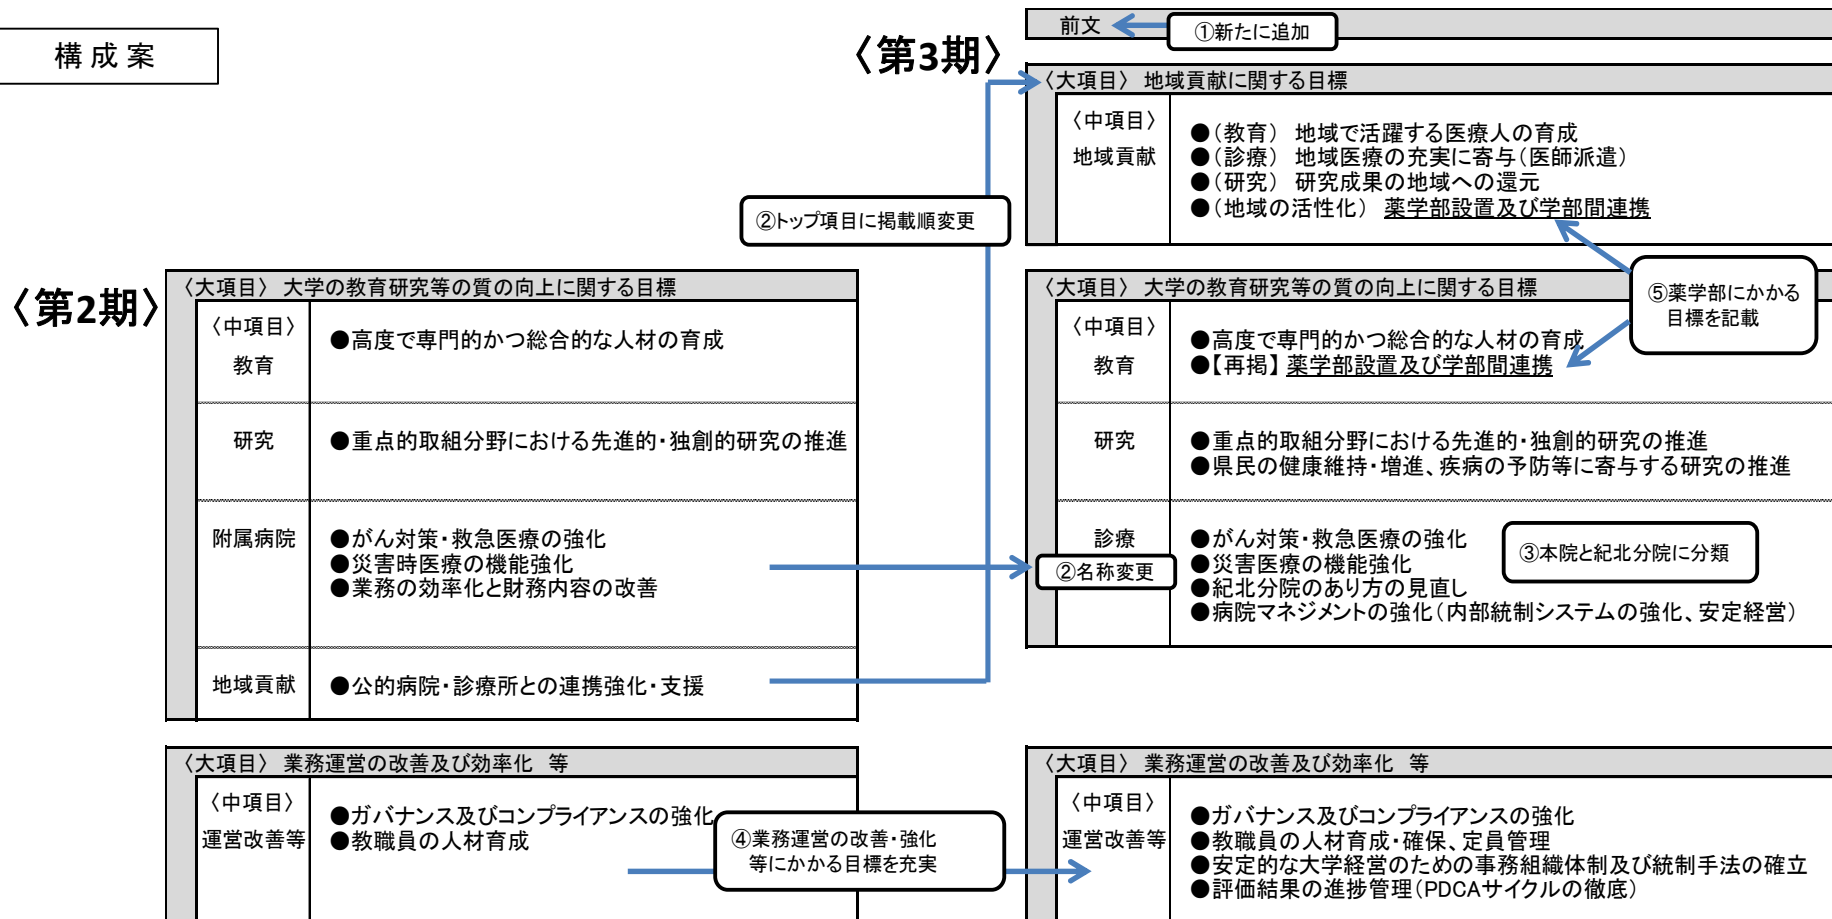 構 成 案
〈第3期〉
前文
①新たに追加
〈大項目〉 地域貢献に関する目標
〈中項目〉
地域貢献
●（教育） 地域で活躍する医療人の育成
●（診療） 地域医療の充実に寄与（医師派遣）
●（研究） 研究成果の地域への還元
●（地域の活性化） 薬学部設置及び学部間連携
②トップ項目に掲載順変更
⑤薬学部にかかる
目標を記載
〈第2期〉
〈大項目〉 大学の教育研究等の質の向上に関する目標
〈中項目〉
教育
●高度で専門的かつ総合的な人材の育成
研究
●重点的取組分野における先進的・独創的研究の推進
附属病院
●がん対策・救急医療の強化
●災害時医療の機能強化
●業務の効率化と財務内容の改善
地域貢献
●公的病院・診療所との連携強化・支援
〈大項目〉 大学の教育研究等の質の向上に関する目標
〈中項目〉
教育
●高度で専門的かつ総合的な人材の育成
●【再掲】 薬学部設置及び学部間連携
研究
●重点的取組分野における先進的・独創的研究の推進
●県民の健康維持・増進、疾病の予防等に寄与する研究の推進
診療
②名称変更
●がん対策・救急医療の強化
●災害医療の機能強化
●紀北分院のあり方の見直し
●病院マネジメントの強化（内部統制システムの強化、安定経営）
③本院と紀北分院に分類
〈大項目〉 業務運営の改善及び効率化 等
〈中項目〉
運営改善等
●ガバナンス及びコンプライアンスの強化
●教職員の人材育成
④業務運営の改善・強化
等にかかる目標を充実
〈大項目〉 業務運営の改善及び効率化 等
〈中項目〉
運営改善等
●ガバナンス及びコンプライアンスの強化
●教職員の人材育成・確保、定員管理
●安定的な大学経営のための事務組織体制及び統制手法の確立
●評価結果の進捗管理（PDCAサイクルの徹底）